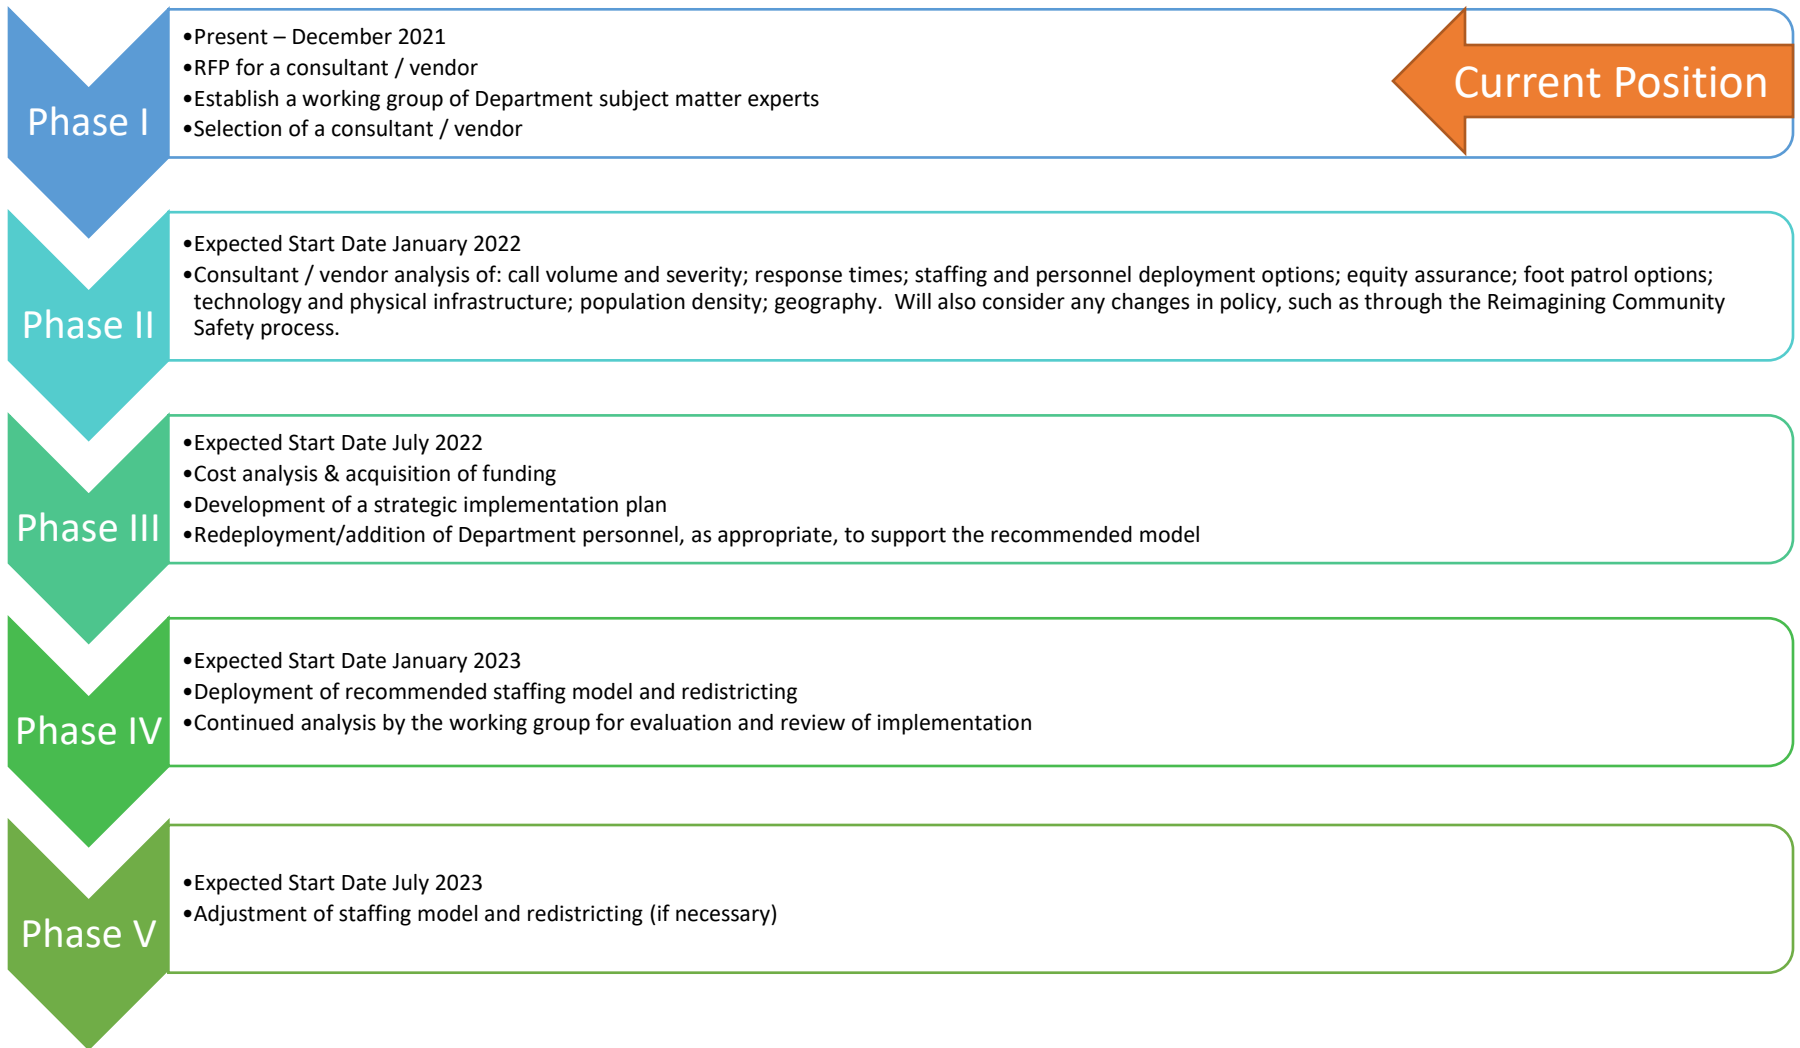 Phase I
•Present – December 2021
•RFP for a consultant / vendor
•Establish a working group of Department subject matter experts
•Selection of a consultant / vendor
Current Position
Phase II
•Expected Start Date January 2022
•Consultant / vendor analysis of: call volume and severity; response times; staffing and personnel deployment options; equity assurance; foot patrol options;
technology and physical infrastructure; population density; geography.  Will also consider any changes in policy, such as through the Reimagining Community
Safety process.
Phase III
•Expected Start Date July 2022
•Cost analysis & acquisition of funding
•Development of a strategic implementation plan
•Redeployment/addition of Department personnel, as appropriate, to support the recommended model
Phase IV
•Expected Start Date January 2023
•Deployment of recommended staffing model and redistricting
•Continued analysis by the working group for evaluation and review of implementation
Phase V
•Expected Start Date July 2023
•Adjustment of staffing model and redistricting (if necessary)